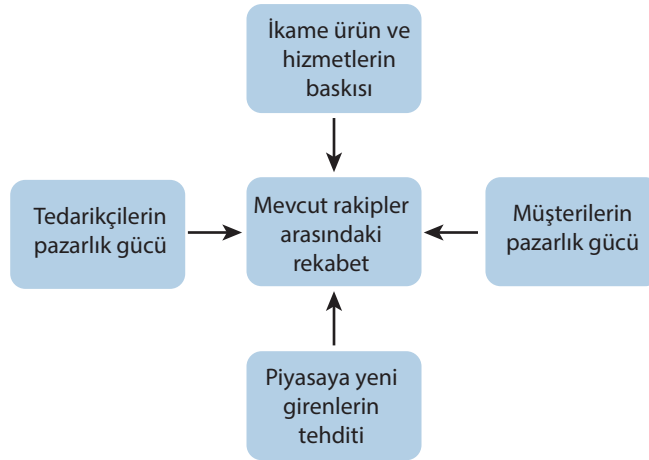 İkame ürün ve
hizmetlerin
baskısı
Tedarikçilerin
pazarlık gücü
Mevcut rakipler
arasındaki
rekabet
Müşterilerin
pazarlık gücü
Piyasaya yeni
girenlerin
tehditi